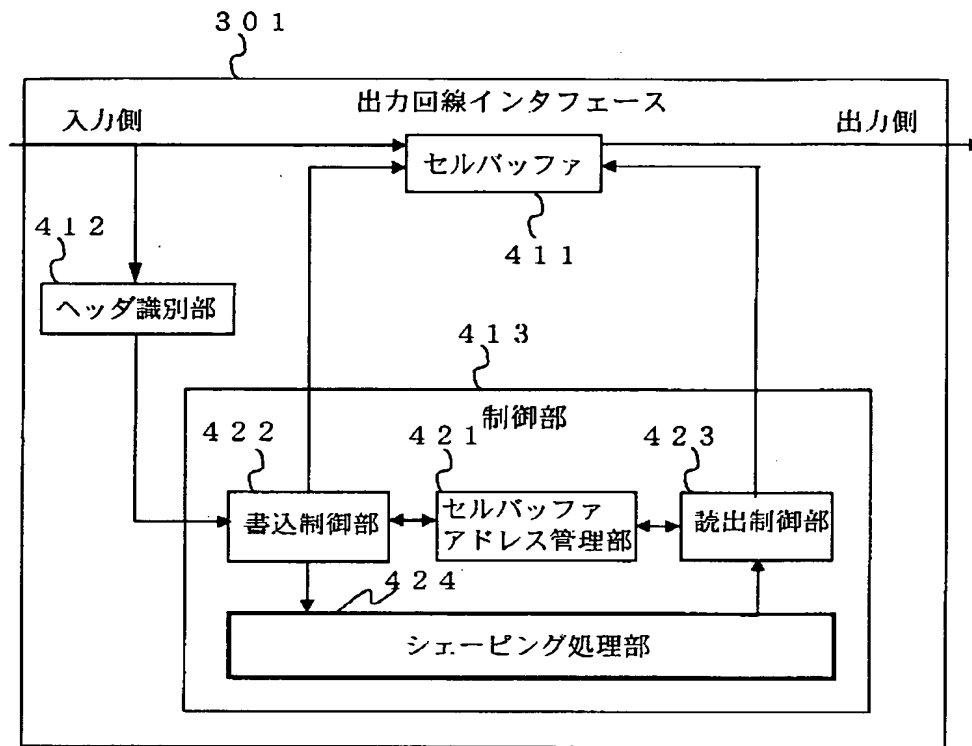 ３０１
出力回線インタフェース
入力側
出力側
セルバッファ
４１２
４１１
ヘッダ識別部
４１３
制御部
４２２
４２１
４２３
書込制御部
セルバッファ
アドレス管理部
読出制御部
４２４
シェーピング処理部